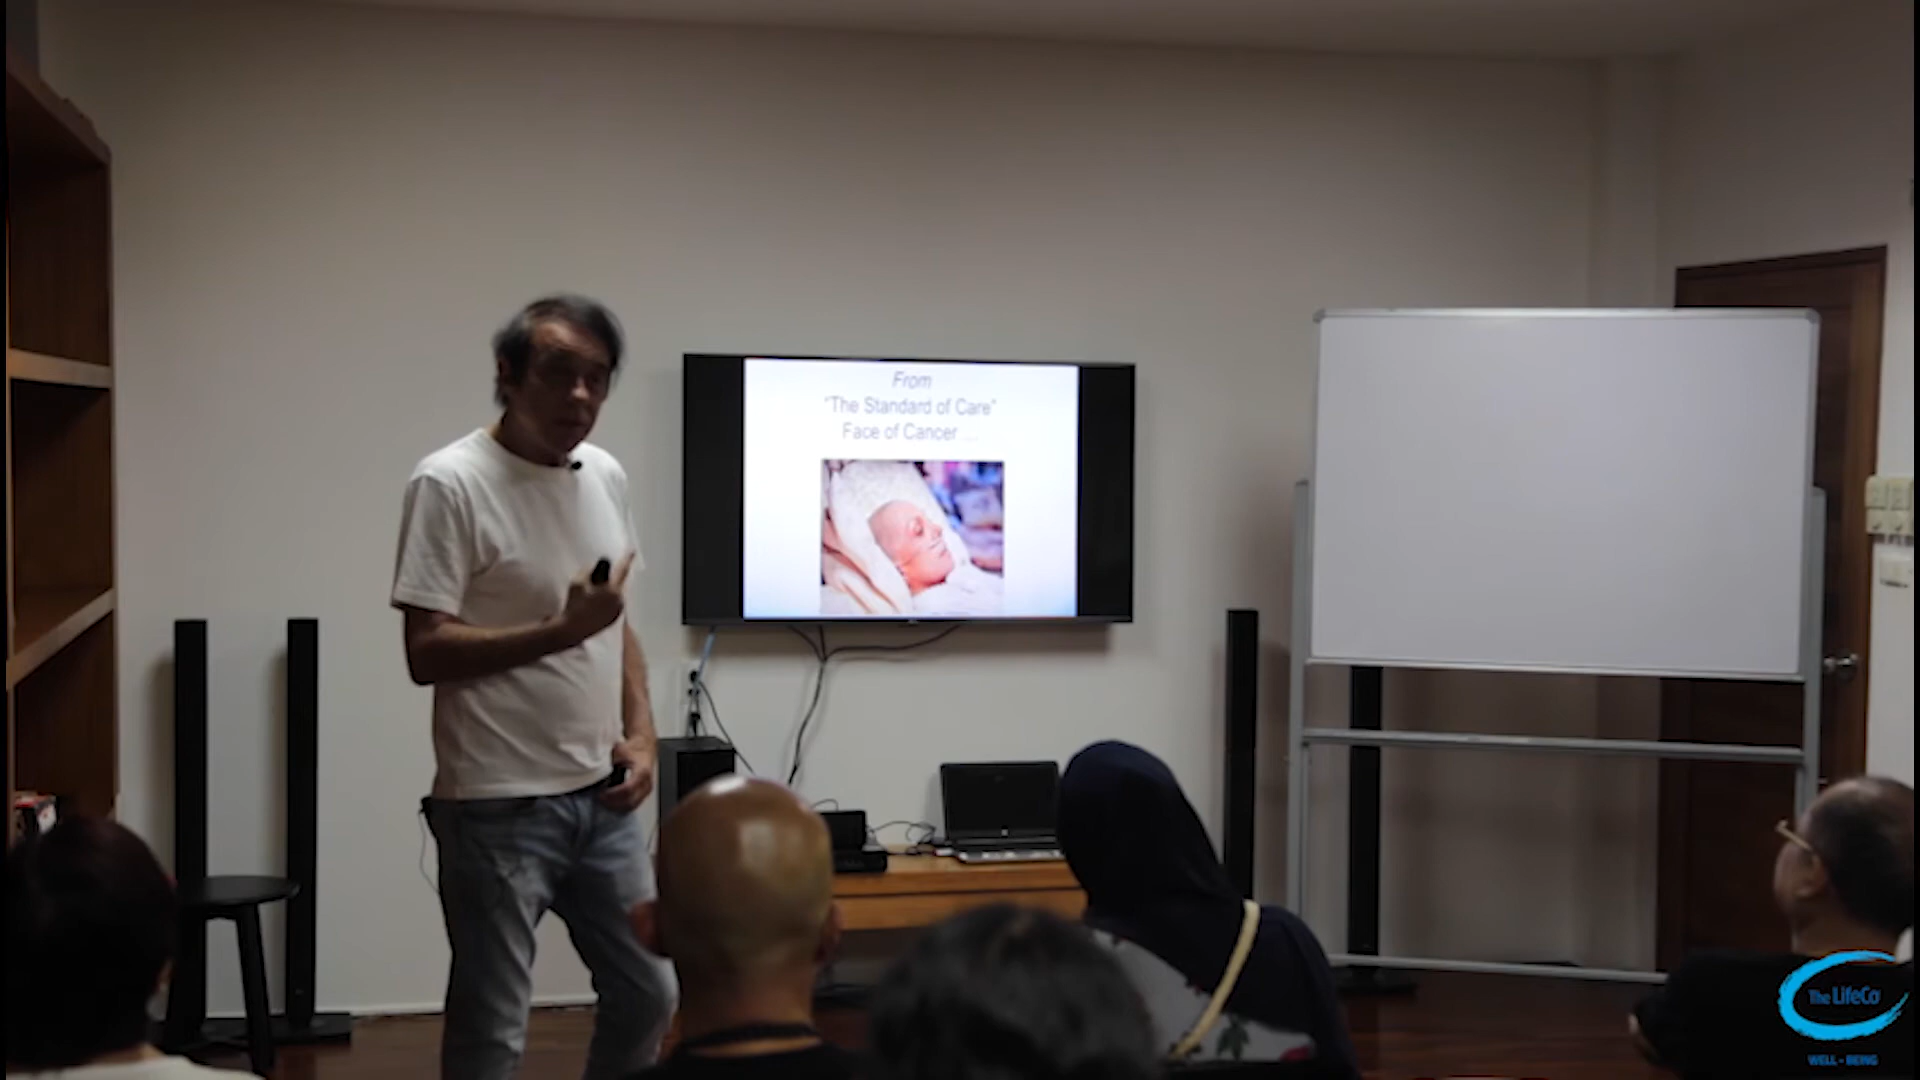 From
"The Standard of Care"
Face of Cancer ...
The LifeCo
WELL - BEING